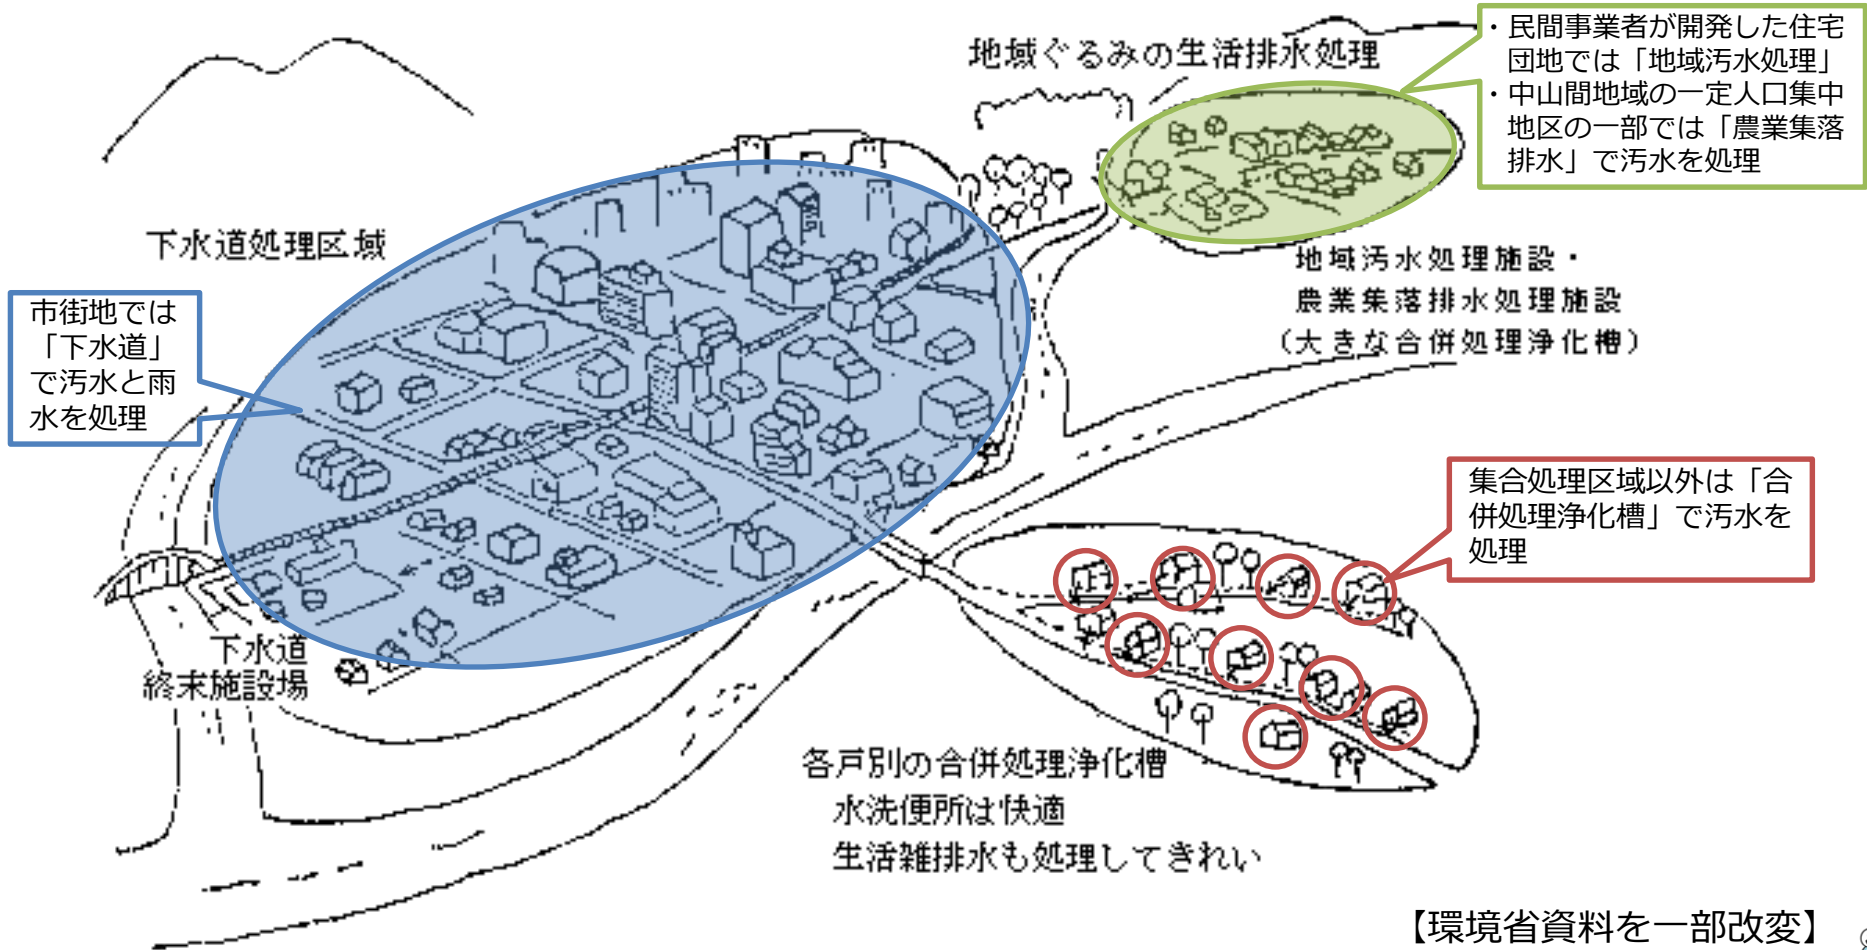 地域ぐるみの生活排水処理
・民間事業者が開発した住宅
団地では「地域汚水処理」
・中山間地域の一定人口集中
地区の一部では「農業集落
排水」で汚水を処理
下水道処理区域
地域汚水処理施設・
農業集落排水処理施設
（大きな合併処理浄化槽）
市街地では
「下水道」
で汚水と雨
水を処理
集合処理区域以外は「合
併処理浄化槽」で汚水を
処理
下水道
終末施設場
各戸別の合併処理浄化槽
水洗便所は快適
生活雑排水も処理してきれい
【環境省資料を一部改変】